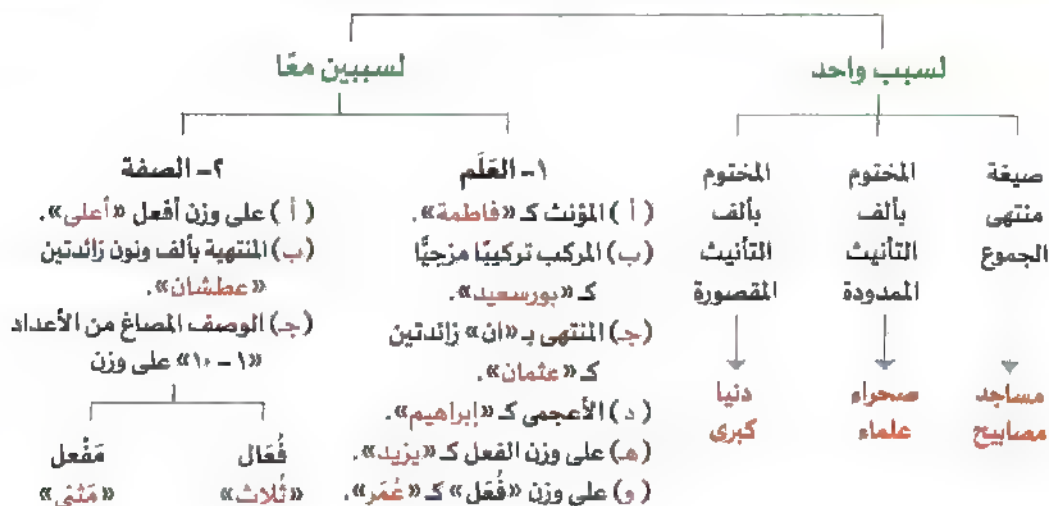 لسبب واحد
لسببين معًا
صيغة
منتهى
الجموع
مساجد
مصابيح
المختوم
بألف
التأنيث
الممدودة
صحراء
علماء
المختوم
بألف
التأنيث
المقصورة
دنيا
كبرى
١- العَلَم
( أ ) المؤنث كـ «فاطمة».
(ب) المركب تركيبيًا مزجيًّا
كـ «بورسعيد».
(جـ) المنتهى بـ «ان» زائدتين
كـ «عثمان».
( د ) الأعجمى كـ «إبراهيم».
(هـ) على وزن الفعل كـ «يزيد».
( و ) على وزن «فُعَل» كـ «عُمَر».
٢- الصفة
( أ ) على وزن أفعل «أعلى».
(ب) المنتهية بألف ونون زائدتين
«عطشان».
(جـ) الوصف المصاغ من الأعداد
«١ - ١٠» على وزن
فُعَال
«ثُلاث»
مَفْعل
«مَثنى»